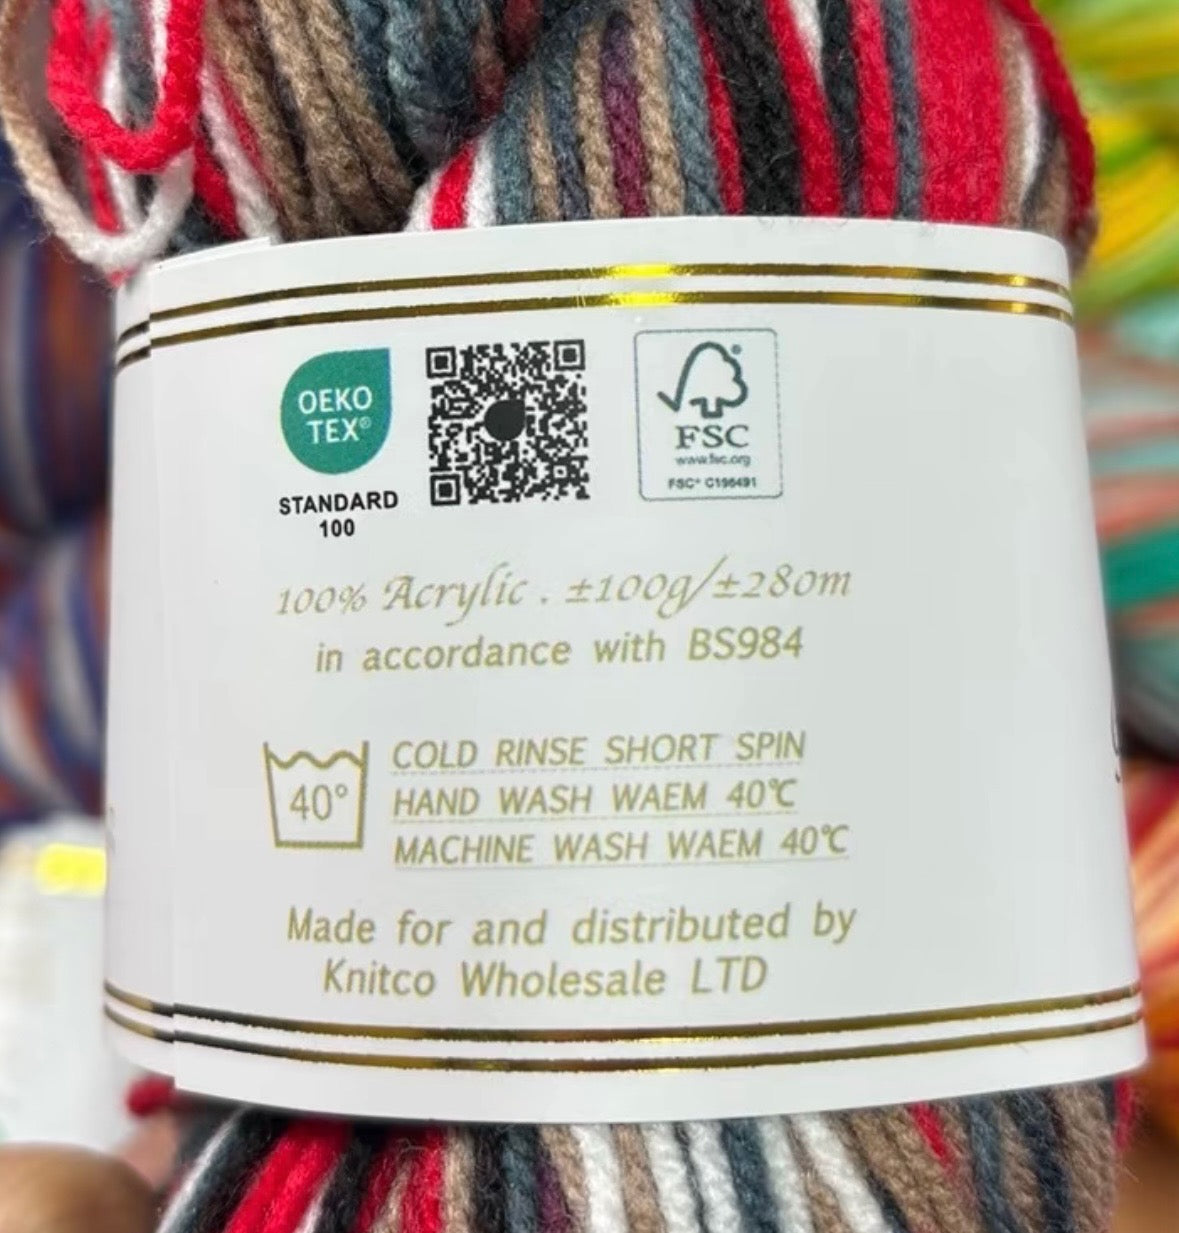 OEKO
TEX®
STANDARD
100
FSC
www.fsc.org
FSC® C196491
100% Acrylic . ±100g/±280m
in accordance with BS984
40°
COLD RINSE SHORT SPIN
HAND WASH WAEM 40℃
MACHINE WASH WAEM 40℃
Made for and distributed by
Knitco Wholesale LTD